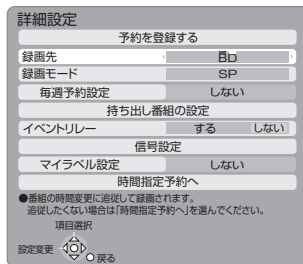 詳細設定
予約を登録する
録画先 BD
録画モード SP
毎週予約設定 しない
持ち出し番組の設定
イベントリレー する しない
信号設定
マイラベル設定 しない
時間指定予約へ
●番組の時間変更に追従して録画されます。
追従したくない場合は「時間指定予約へ」を選んでください。
項目選択
設定変更 戻る